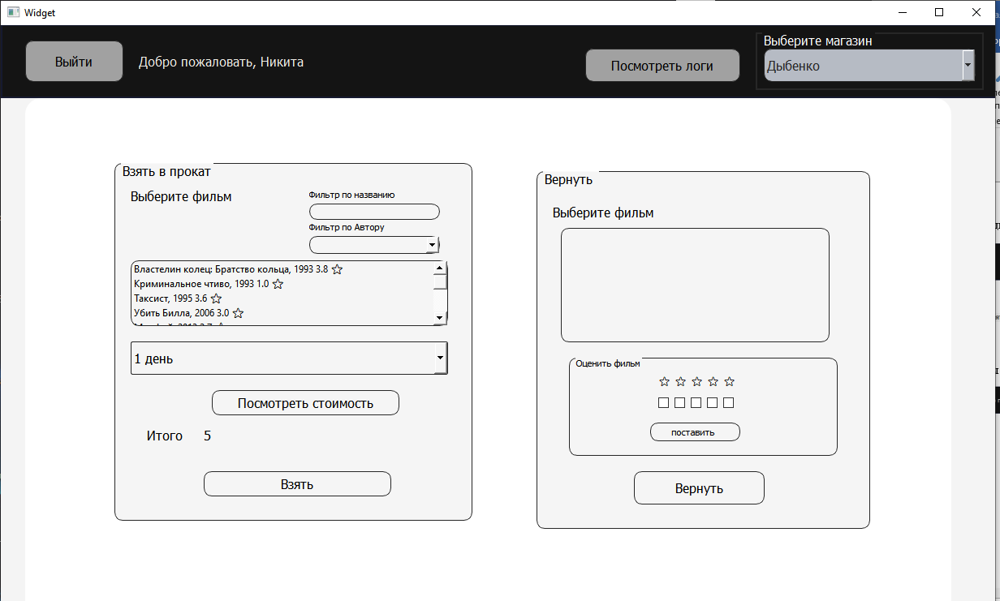 Widget
Выйти
Добро пожаловать, Никита
Посмотреть логи
Выберите магазин
Дыбенко
Взять в прокат
Выберите фильм
Фильтр по названию
Фильтр по Автору
Властелин колец: Братство кольца, 1993 3.8 ☆
Криминальное чтиво, 1993 1.0 ☆
Таксист, 1995 3.6 ☆
Убить Билла, 2006 3.0 ☆
1 день
Посмотреть стоимость
Итого 5
Взять
Вернуть
Выберите фильм
Оценить фильм
☆ ☆ ☆ ☆ ☆
поставить
Вернуть